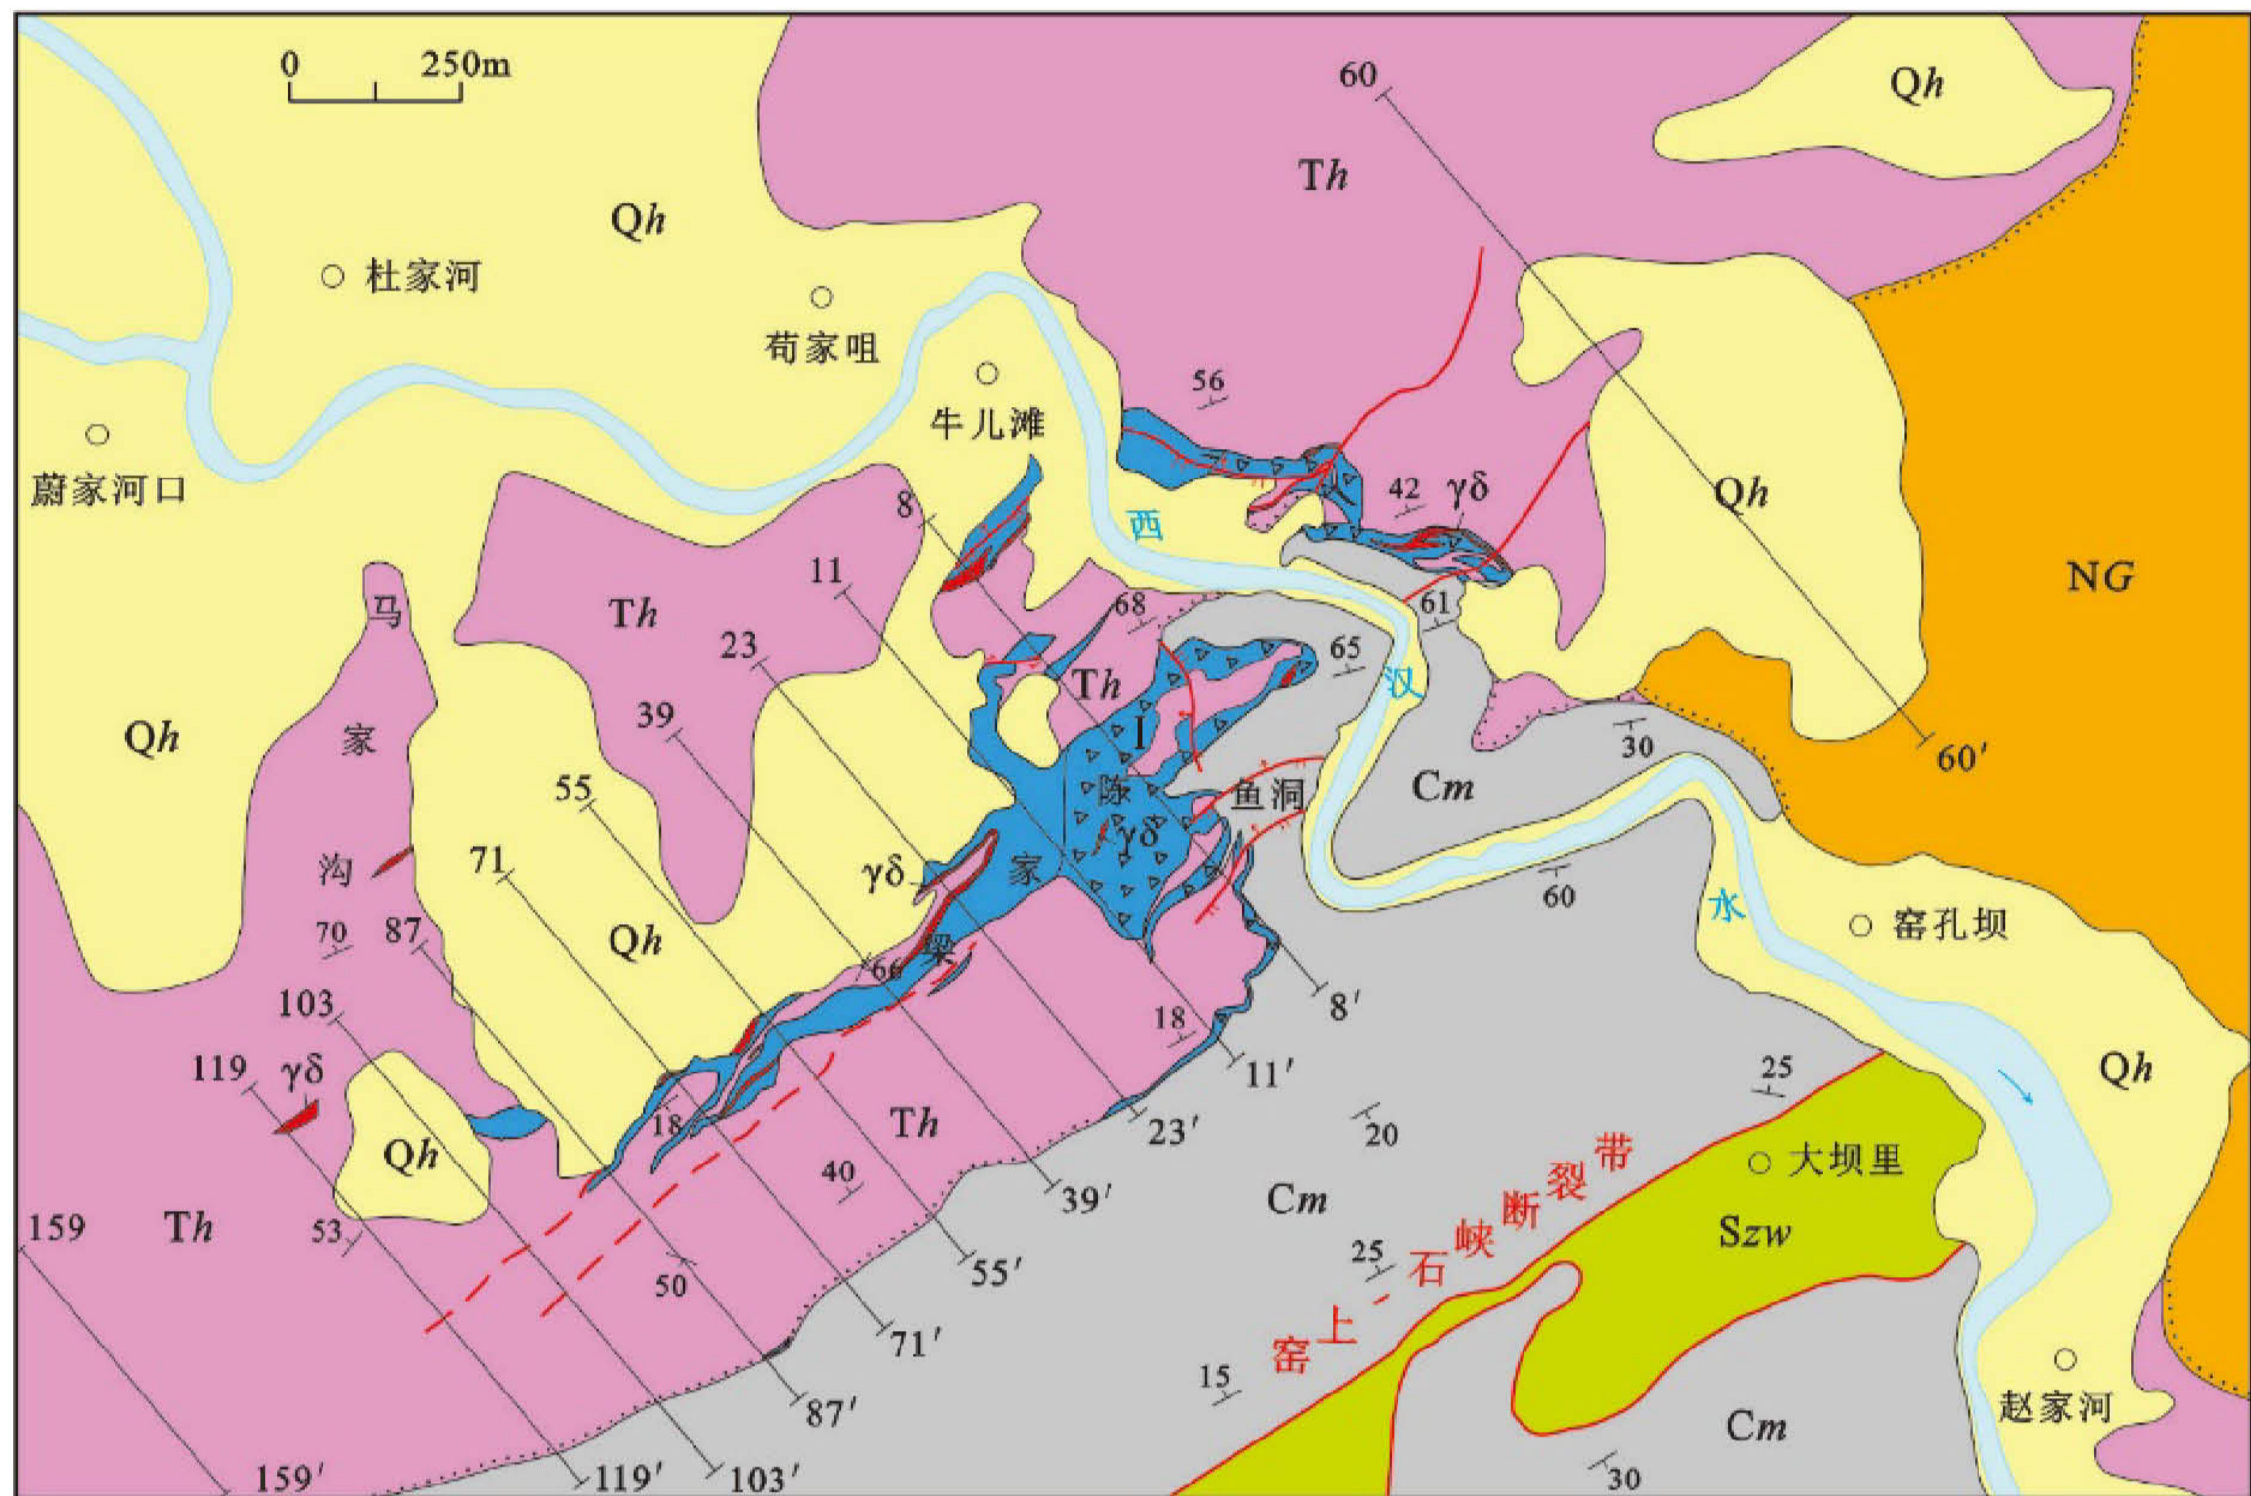 0 250m
60
Qh
Th
Qh
杜家河
苟家咀
56
牛儿滩
蔚家河口
42 γδ
Qh
8
西
11
NG
马
Th
68
61
23
65
Th
汉
39
Qh
家
I
30
60′
55
陈
鱼洞
Cm
γδ
71
沟
γδ
家
60
水
窑孔坝
70
87
Qh
梁
66
103
8′
18
119
γδ
11′
25
Qh
18
Th
23′
20
Qh
大坝里
40
159
Th
53
39′
Cm
Szw
50
55′
25
窑上石峡断裂带
71′
15
87′
赵家河
Cm
159′
119′
103′
30